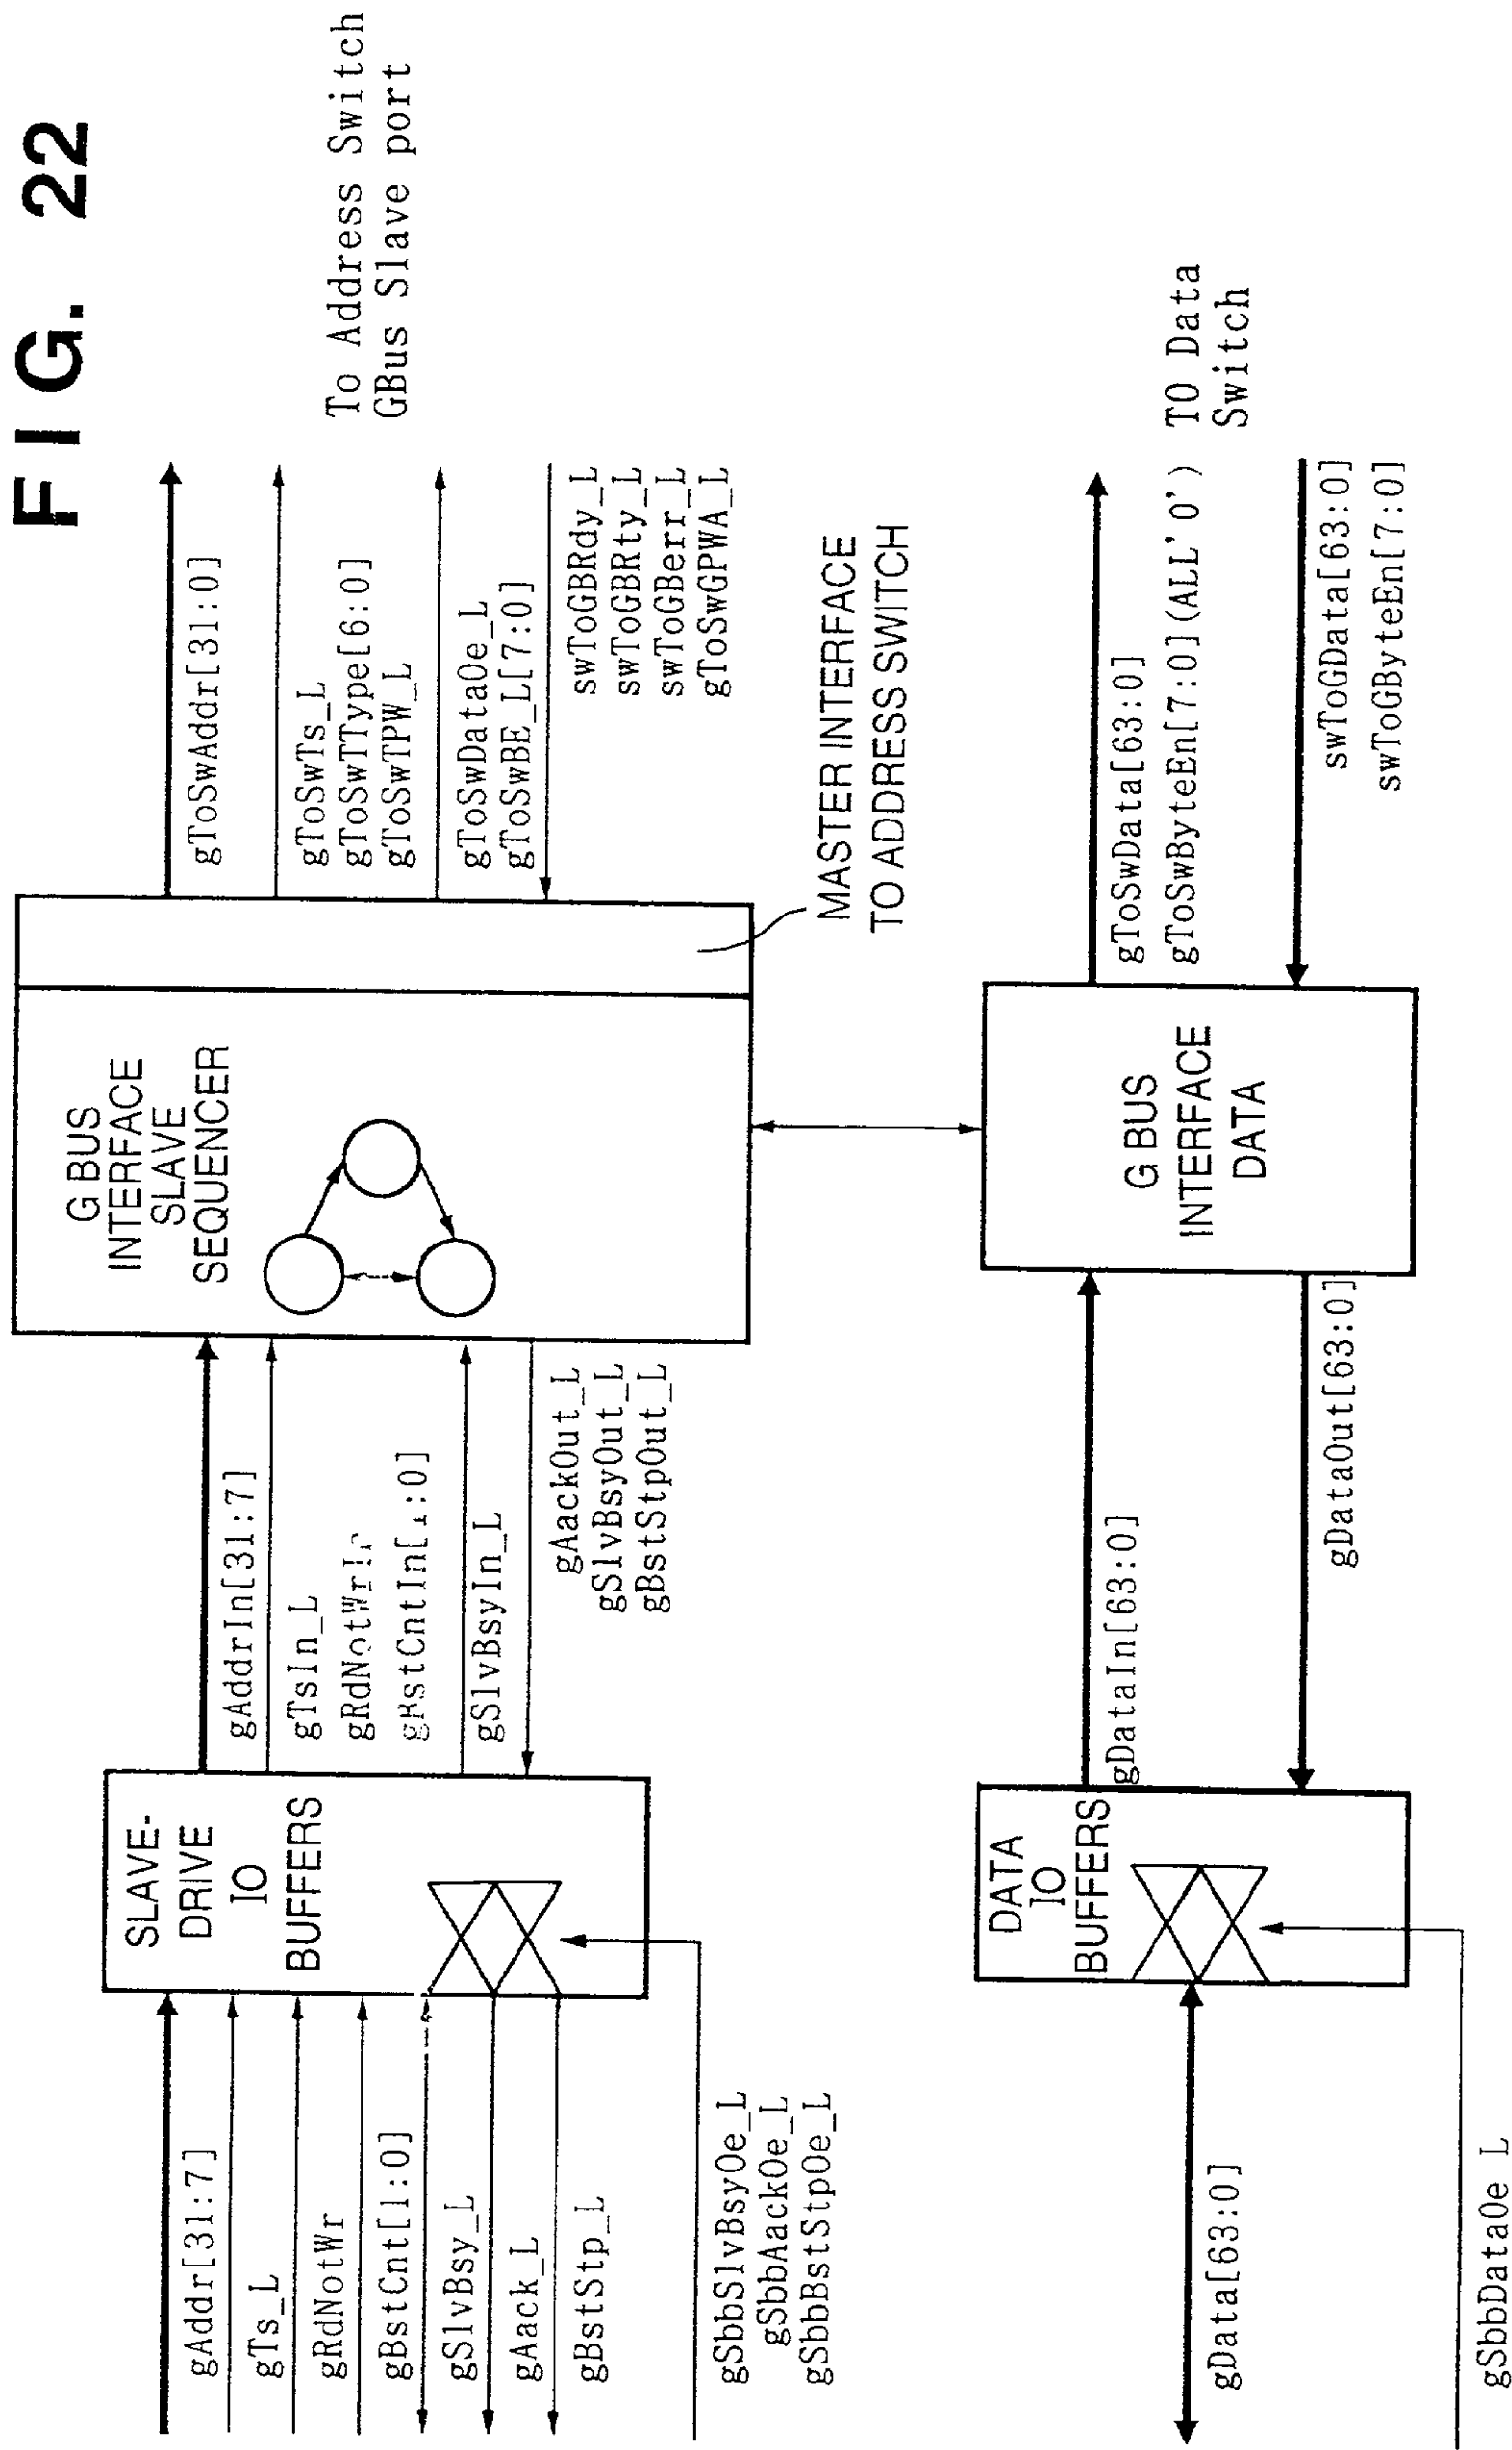 FIG. 22
gAddr[31:7]
gTs_L
gRdNotWr
gBstCnt[1:0]
gSlvBsy_L
gAack_L
gBstStp_L
gSbbSlvBsyOe_L
gSbbAackOe_L
gSbbBstStpOe_L
SLAVE-
DRIVE
IO
BUFFERS
gAddrIn[31:7]
gTsIn_L
gSlvBsyIn_L
gAackOut_L
gSlvBsyOut_L
gBstStpOut_L
G BUS
INTERFACE
SLAVE
SEQUENCER
gToSwAddr[31:0]
gToSwTs_L
gToSwTType[6:0]
gToSwTPW_L
gToSwDataOe_L
gToSwBE_L[7:0]
swToGBRdy_L
swToGBRty_L
swToGBerr_L
gToSwGPWA_L
To Address Switch
GBus Slave port
MASTER INTERFACE
TO ADDRESS SWITCH
gData[63:0]
gSbbDataOe_L
DATA
IO
BUFFERS
gDataIn[63:0]
gDataOut[63:0]
G BUS
INTERFACE
DATA
gToSwData[63:0]
gToSwByteEn[7:0](ALL'0')
swToGData[63:0]
swToGByteEn[7:0]
TO Data
Switch